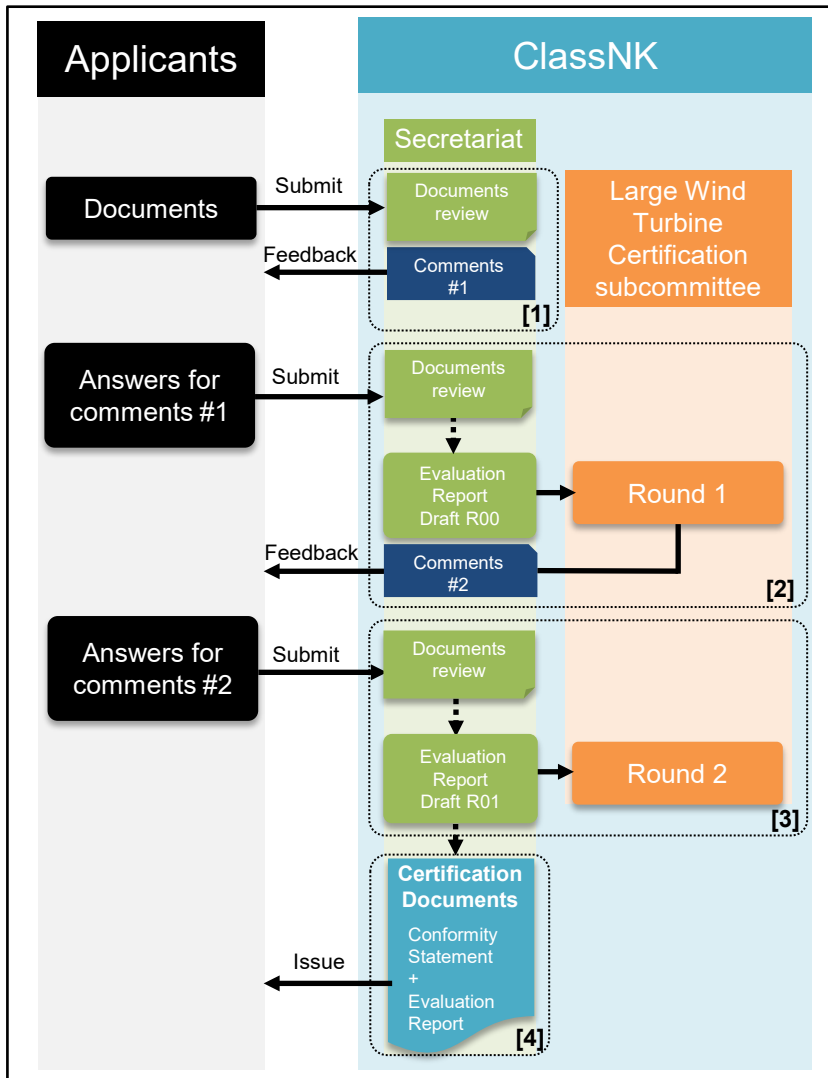 Applicants
ClassNK
Secretariat
Large Wind
Turbine
Certification
subcommittee
Documents
Submit
Documents
review
Feedback
Comments
#1
[1]
Answers for
comments #1
Submit
Documents
review
Evaluation
Report
Draft R00
Round 1
Feedback
Comments
#2
[2]
Answers for
comments #2
Submit
Documents
review
Evaluation
Report
Draft R01
Round 2
[3]
Certification
Documents
Conformity
Statement
+
Evaluation
Report
Issue
[4]